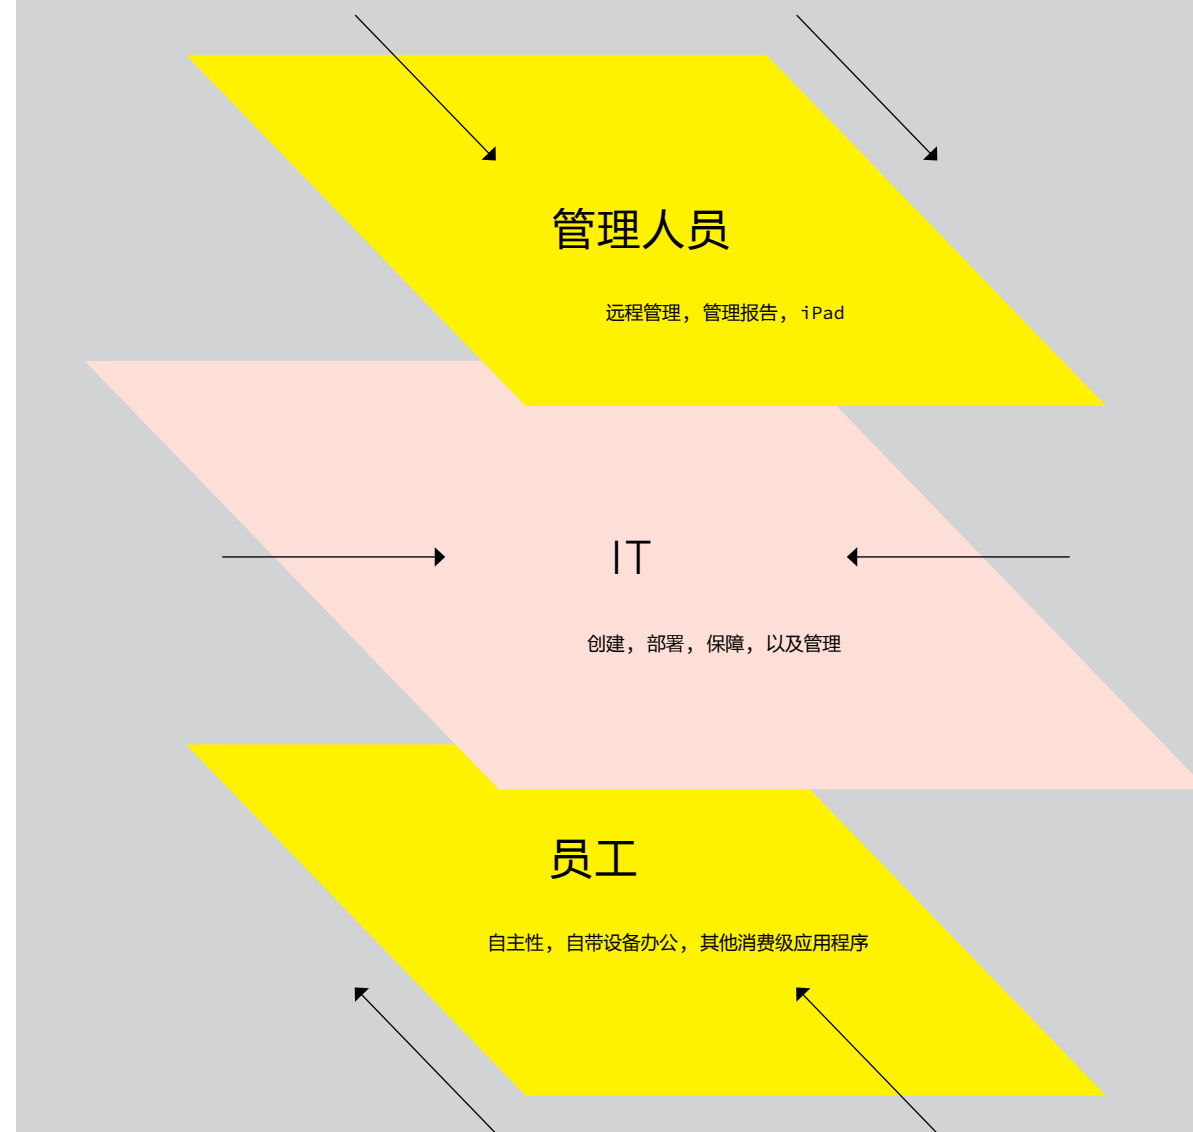 管理人员
远程管理，管理报告，iPad
IT
创建，部署，保障，以及管理
员工
自主性，自带设备办公，其他消费级应用程序